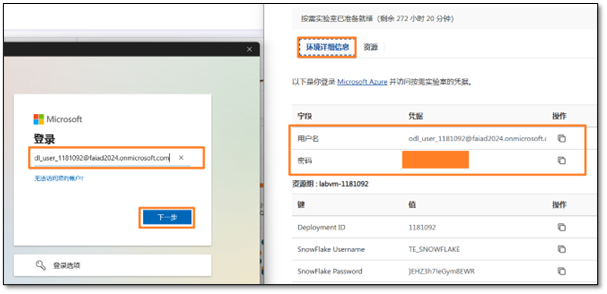 Microsoft
登录
dl_user_1181092@faiad2024.onmicrosoft.com
无法访问你的帐户?
下一步
登录选项
按需实验室已准备就绪（剩余 272 小时 20 分钟）
环境详细信息 资源
以下是你登录 Microsoft Azure 并访问按需实验室的凭据。
字段 凭据 操作
用户名 odl_user_1181092@faiad2024.onmicrosoft.c
密码
资源组 : labvm-1181092
键 值 操作
Deployment ID 1181092
SnowFlake Username TE_SNOWFLAKE
SnowFlake Password